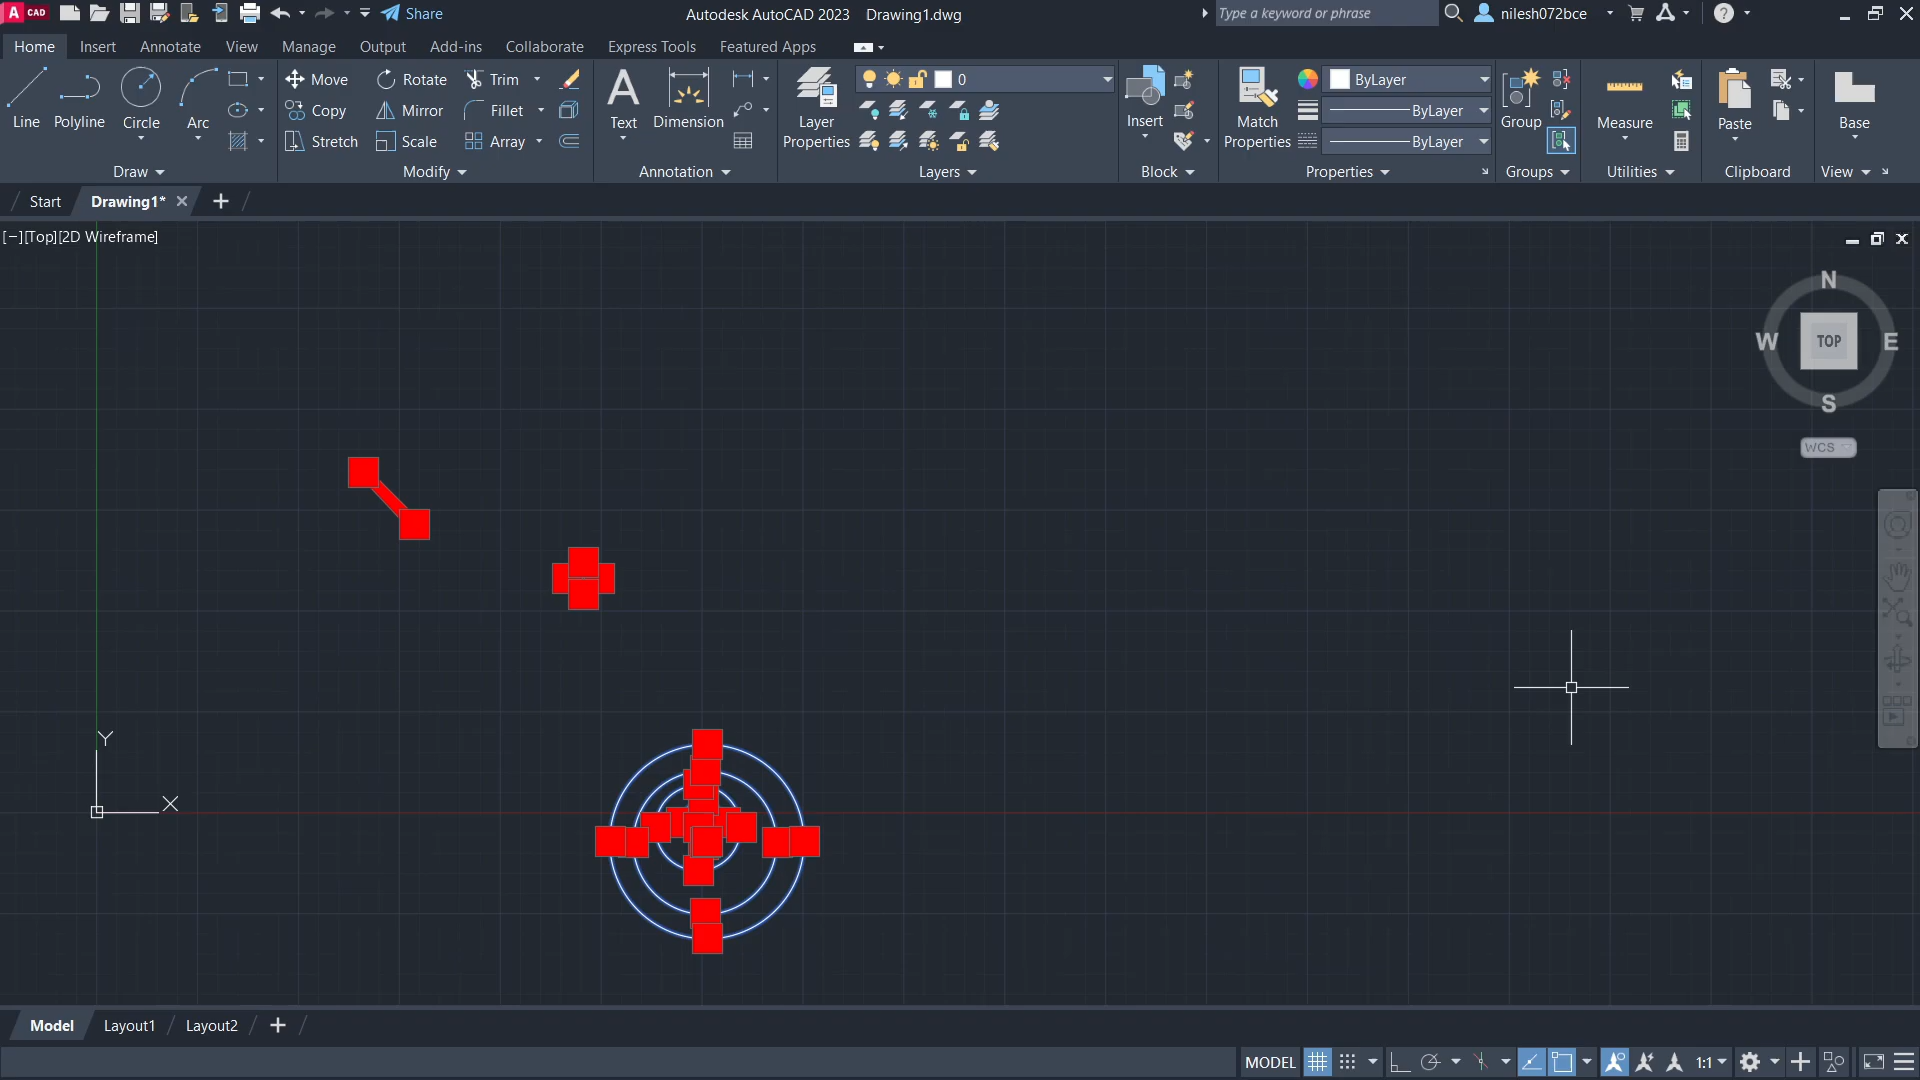 A CAD
Share
Autodesk AutoCAD 2023 Drawing1.dwg
Type a keyword or phrase
nilesh072bce
?
Home Insert Annotate View Manage Output Add-ins Collaborate Express Tools Featured Apps
Line Polyline Circle Arc
Draw
Move Rotate Trim
Copy Mirror Fillet
Stretch Scale Array
Modify
A
Text Dimension
Annotation
Layer
Properties
0
Layers
Insert
Block
Match
Properties
ByLayer
ByLayer
ByLayer
Properties
Group
Groups
Measure
Utilities
Paste
Clipboard
Base
View
Start Drawing1*
[−][Top][2D Wireframe]
N
W TOP E
S
WCS
Y
X
Model Layout1 Layout2
MODEL 1:1